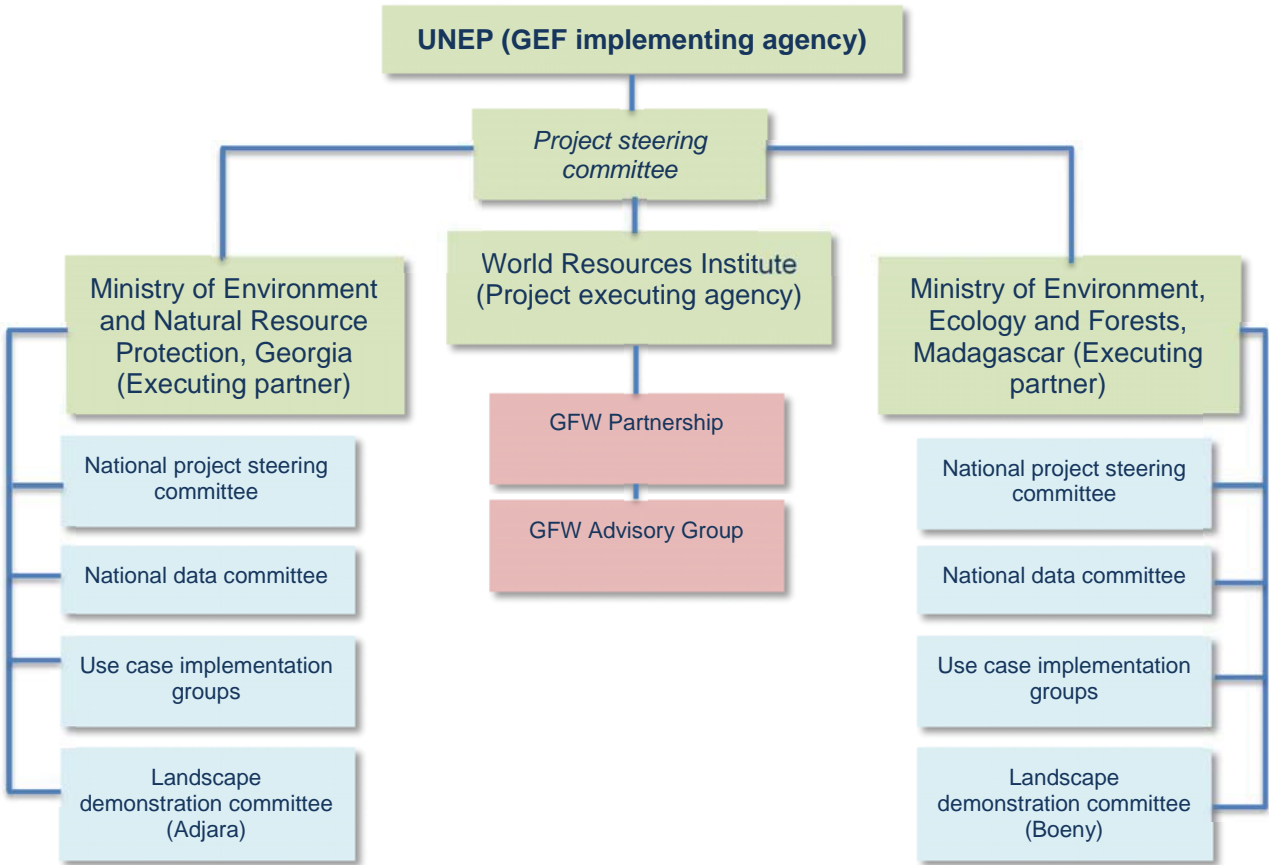 UNEP (GEF implementing agency)
Project steering
committee
Ministry of Environment
and Natural Resource
Protection, Georgia
(Executing partner)
World Resources Institute
(Project executing agency)
Ministry of Environment,
Ecology and Forests,
Madagascar (Executing
partner)
National project steering
committee
National data committee
Use case implementation
groups
Landscape
demonstration committee
(Adjara)
GFW Partnership
GFW Advisory Group
National project steering
committee
National data committee
Use case implementation
groups
Landscape
demonstration committee
(Boeny)